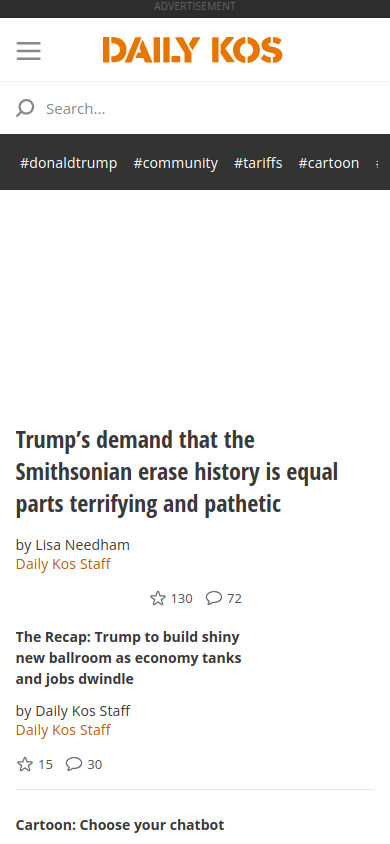 ADVERTISEMENT
DAILY KOS
Search...
#donaldtrump #community #tariffs #cartoon
Trump’s demand that the
Smithsonian erase history is equal
parts terrifying and pathetic
by Lisa Needham
Daily Kos Staff
130 72
The Recap: Trump to build shiny
new ballroom as economy tanks
and jobs dwindle
by Daily Kos Staff
Daily Kos Staff
15 30
Cartoon: Choose your chatbot